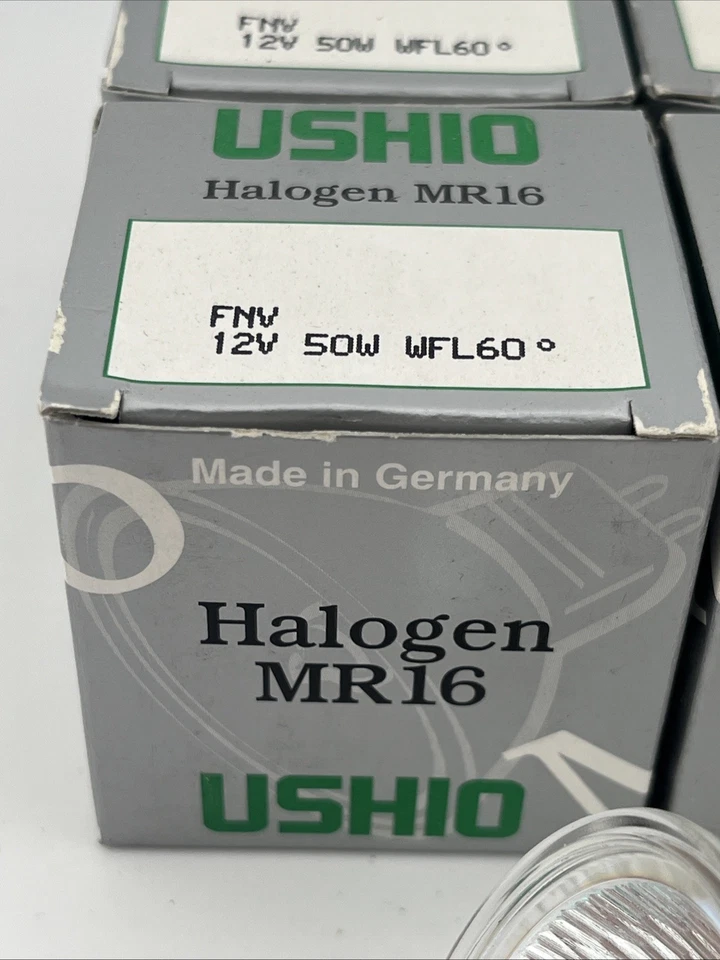 FNV
12V 50W WFL60°
USHIO
Halogen MR16
FNV
12V 50W WFL60°
Made in Germany
Halogen
MR16
USHIO